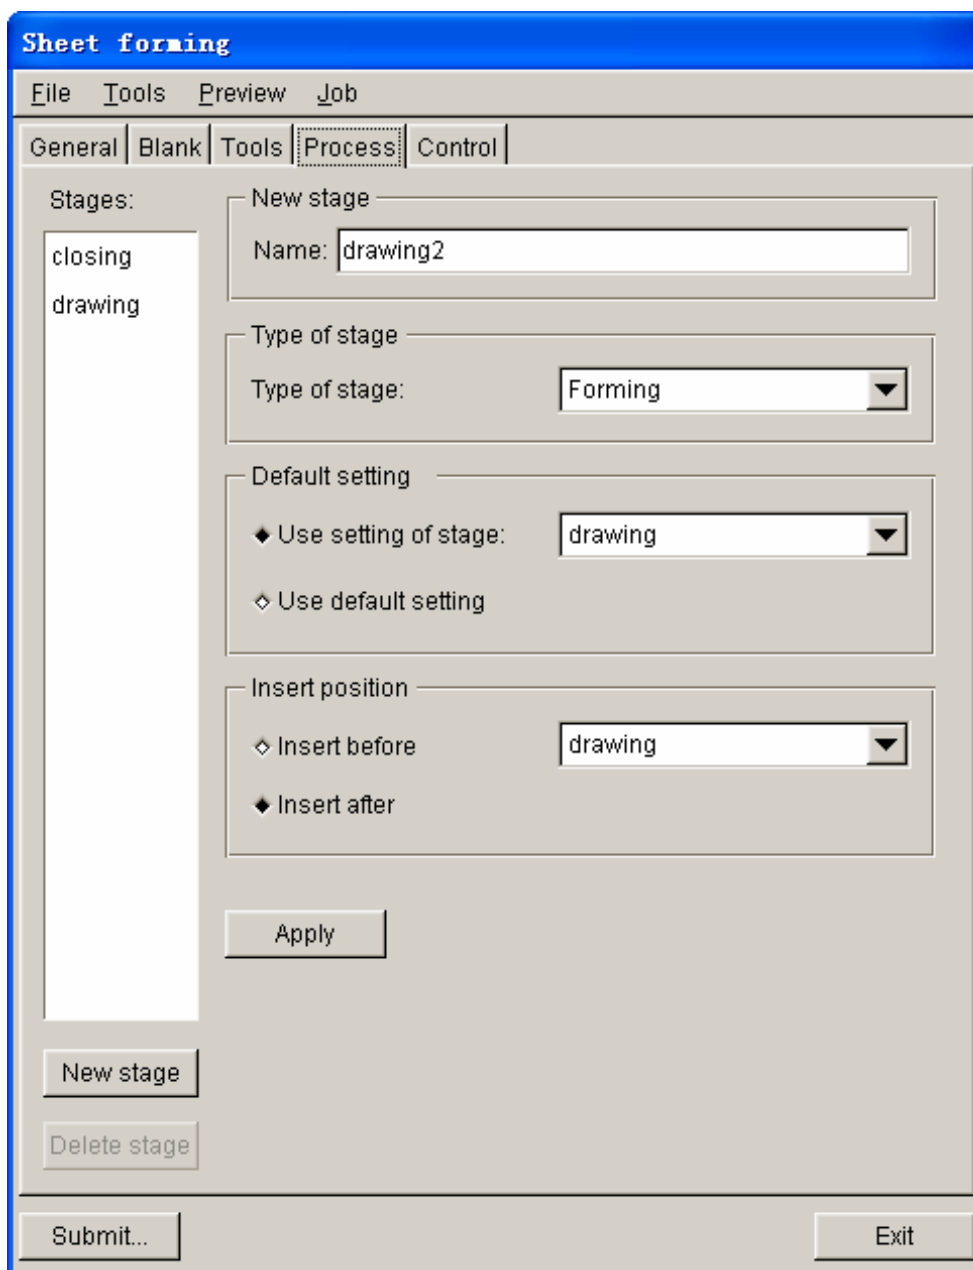 Sheet forming
File Tools Preview Job
General Blank Tools Process Control
Stages:
closing
drawing
New stage
Name: drawing2
Type of stage
Type of stage: Forming
Default setting
Use setting of stage: drawing
Use default setting
Insert position
Insert before drawing
Insert after
Apply
New stage
Delete stage
Submit... Exit